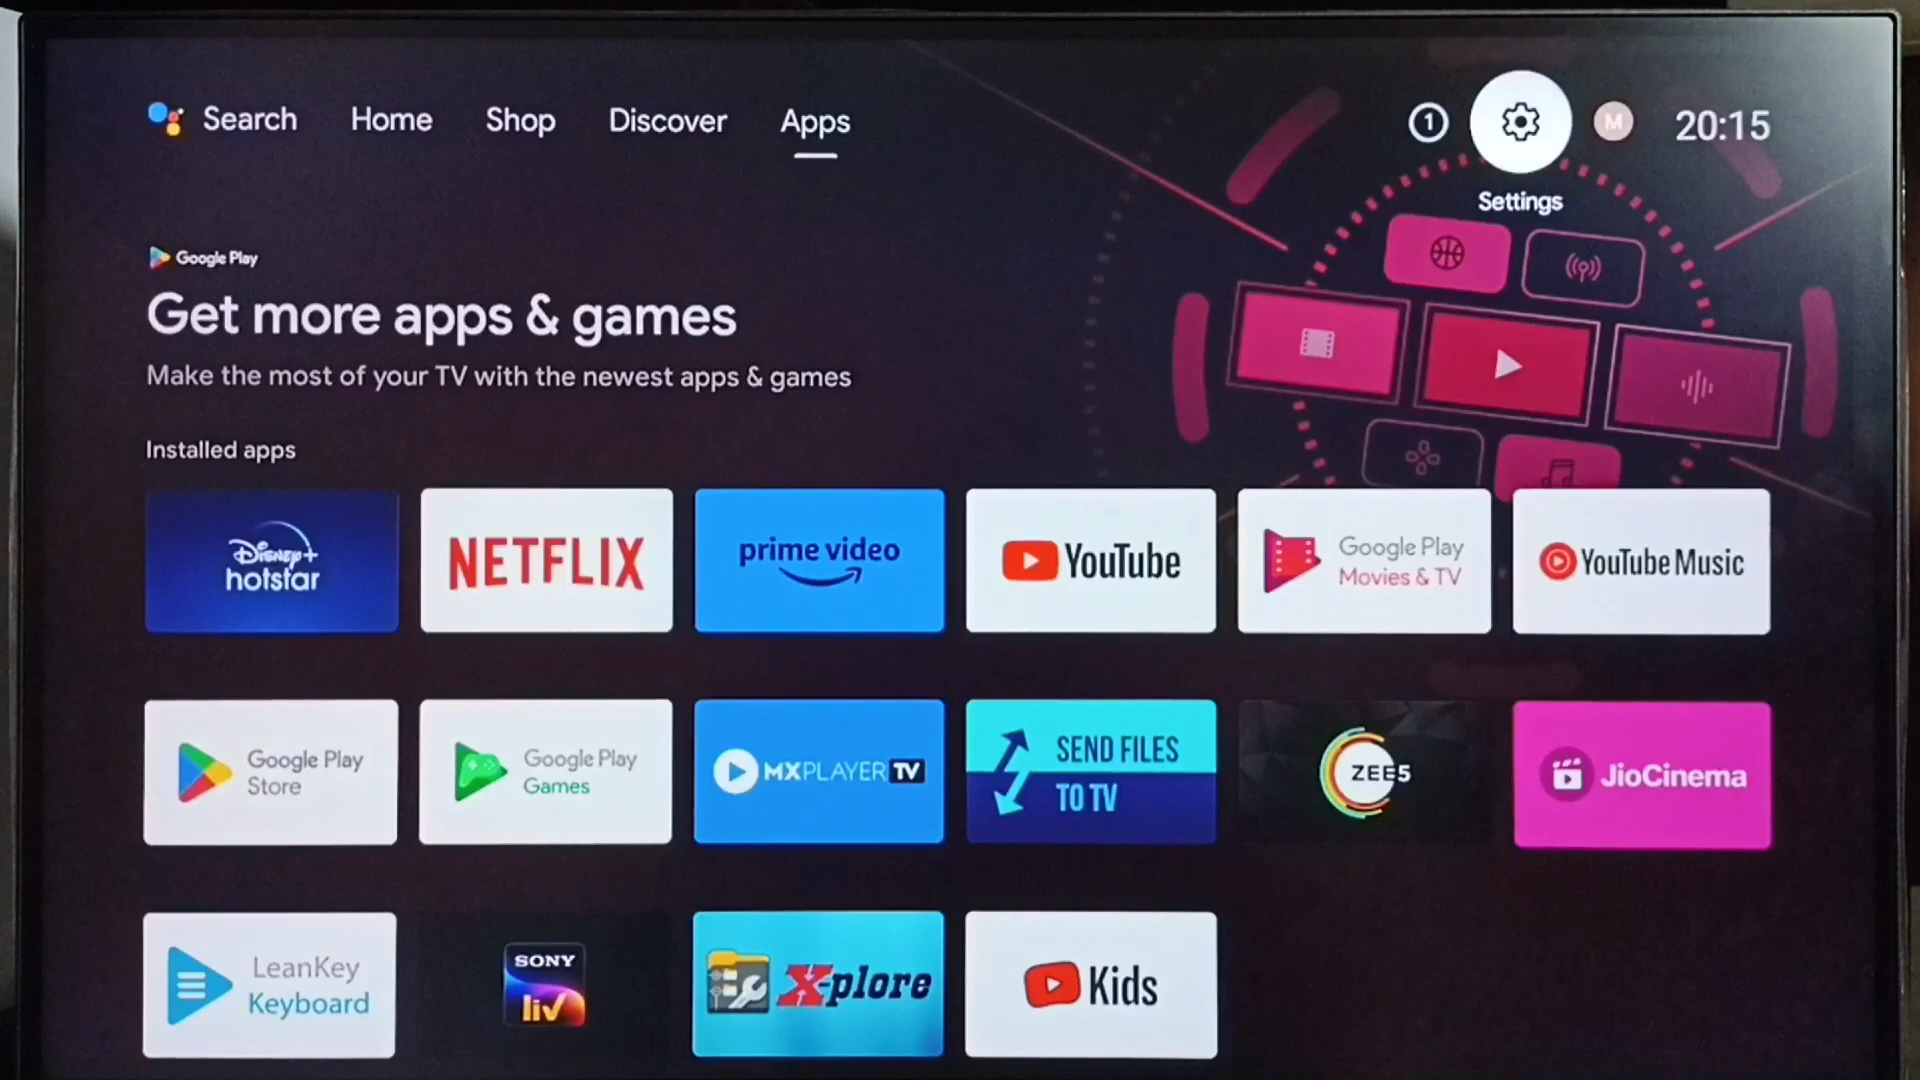 Search Home Shop Discover Apps
1
M
20:15
Settings
Google Play
Get more apps & games
Make the most of your TV with the newest apps & games
Installed apps
Disney+
hotstar
NETFLIX
prime video
YouTube
Google Play
Movies & TV
YouTube Music
Google Play
Store
Google Play
Games
MXPLAYER TV
SEND FILES
TO TV
ZEE5
JioCinema
LeanKey
Keyboard
SONY
liv
X-plore
Kids